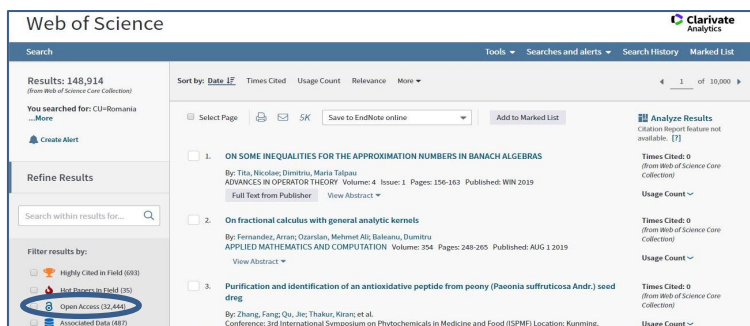 Web of Science
Clarivate
Analytics
Search
Tools Searches and alerts Search History Marked List
Results: 148,914
(from Web of Science Core Collection)
You searched for: CU=Romania
...More
Create Alert
Refine Results
Search within results for...
Filter results by:
Highly Cited in Field (693)
Hot Papers in Field (35)
Open Access (32,444)
Associated Data (487)
Sort by: Date Times Cited Usage Count Relevance More
1 of 10,000
Select Page 5K Save to EndNote online Add to Marked List
Analyze Results
Citation Report feature not
available. [?]
1. ON SOME INEQUALITIES FOR THE APPROXIMATION NUMBERS IN BANACH ALGEBRAS
By: Tita, Nicolae; Dimitriu, Maria Talpau
ADVANCES IN OPERATOR THEORY Volume: 4 Issue: 1 Pages: 156-163 Published: WIN 2019
Full Text from Publisher View Abstract
Times Cited: 0
(from Web of Science Core
Collection)
Usage Count
2. On fractional calculus with general analytic kernels
By: Fernandez, Arran; Ozarslan, Mehmet Ali; Baleanu, Dumitru
APPLIED MATHEMATICS AND COMPUTATION Volume: 354 Pages: 248-265 Published: AUG 1 2019
View Abstract
Times Cited: 0
(from Web of Science Core
Collection)
Usage Count
3. Purification and identification of an antioxidative peptide from peony (Paeonia suffruticosa Andr.) seed
dreg
By: Zhang, Fang; Qu, Jie; Thakur, Kiran; et al.
Conference: 3rd International Symposium on Phytochemicals in Medicine and Food (ISPMF) Location: Kunming,
Times Cited: 0
(from Web of Science Core
Collection)
Usage Count